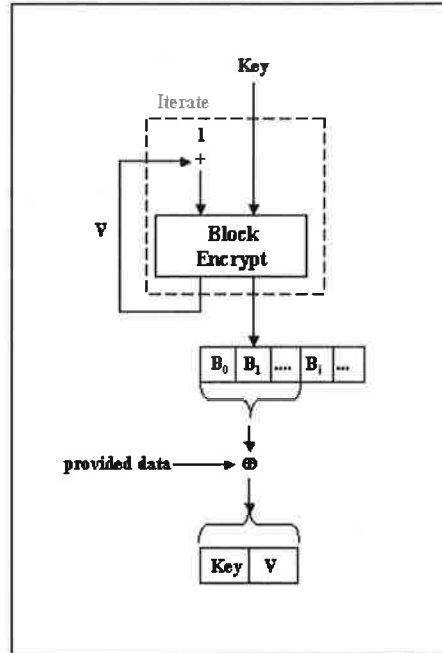 Key
Iterate
1
+
V
Block
Encrypt
B₀ B₁ .... Bᵢ ...
provided data ⊕
Key V